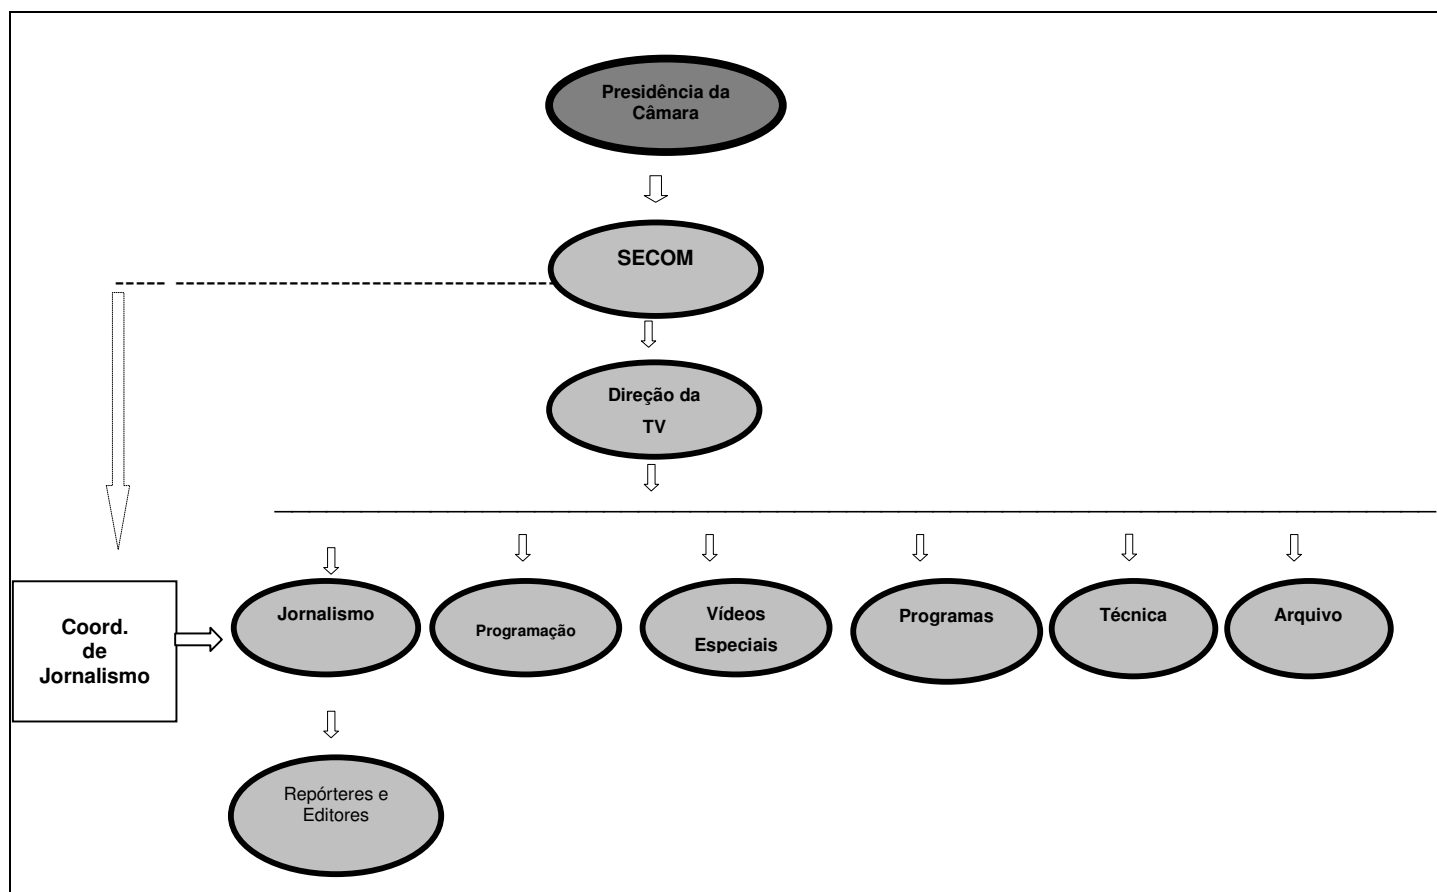 Presidência da
Câmara
SECOM
Direção da
TV
Coord.
de
Jornalismo
Jornalismo
Programação
Vídeos
Especiais
Programas
Técnica
Arquivo
Repórteres e
Editores